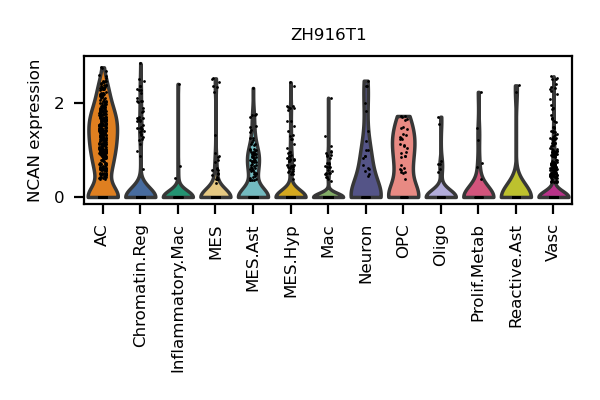 ZH916T1
NCAN expression
2
0
AC
Chromatin.Reg
Inflammatory.Mac
MES
MES.Ast
MES.Hyp
Mac
Neuron
OPC
Oligo
Prolif.Metab
Reactive.Ast
Vasc